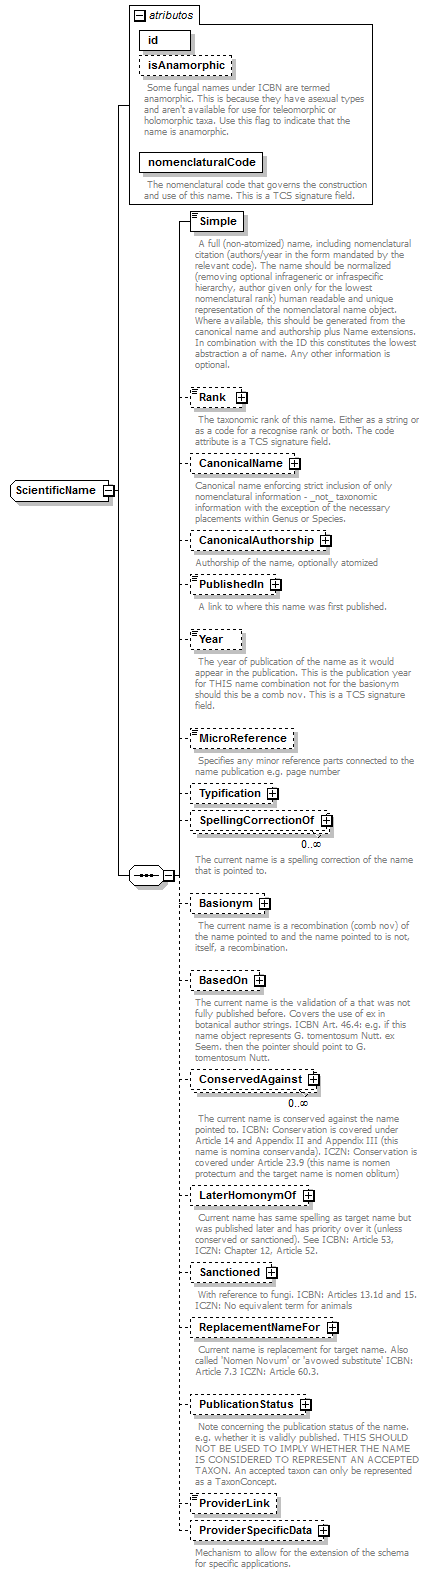 atributos
id
isAnamorphic
Some fungal names under ICBN are termed
anamorphic. This is because they have asexual types
and aren't available for use for teleomorphic or
holomorphic taxa. Use this flag to indicate that the
name is anamorphic.
nomenclaturalCode
The nomenclatural code that governs the construction
and use of this name. This is a TCS signature field.
Simple
A full (non-atomized) name, including nomenclatural
citation (authors/year in the form mandated by the
relevant code). The name should be normalized
(removing optional infrageneric or infraspecific
hierarchy, author given only for the lowest
nomenclatural rank) human readable and unique
representation of the nomenclatoral name object.
Where available, this should be generated from the
canonical name and authorship plus Name extensions.
In combination with the ID this constitutes the lowest
abstraction a of name. Any other information is
optional.
Rank
The taxonomic rank of this name. Either as a string or
as a code for a recognise rank or both. The code
attribute is a TCS signature field.
CanonicalName
Canonical name enforcing strict inclusion of only
nomenclatural information - _not_ taxonomic
information with the exception of the necessary
placements within Genus or Species.
ScientificName
CanonicalAuthorship
Authorship of the name, optionally atomized
PublishedIn
A link to where this name was first published.
Year
The year of publication of the name as it would
appear in the publication. This is the publication year
for THIS name combination not for the basionym
should this be a comb nov. This is a TCS signature
field.
MicroReference
Specifies any minor reference parts connected to the
name publication e.g. page number
Typification
SpellingCorrectionOf
0..∞
The current name is a spelling correction of the name
that is pointed to.
Basionym
The current name is a recombination (comb nov) of
the name pointed to and the name pointed to is not,
itself, a recombination.
BasedOn
The current name is the validation of a that was not
fully published before. Covers the use of ex in
botanical author strings. ICBN Art. 46.4: e.g. if this
name object represents G. tomentosum Nutt. ex
Seem. then the pointer should point to G.
tomentosum Nutt.
ConservedAgainst
0..∞
The current name is conserved against the name
pointed to. ICBN: Conservation is covered under
Article 14 and Appendix II and Appendix III (this
name is nomina conservanda). ICZN: Conservation is
covered under Article 23.9 (this name is nomen
protectum and the target name is nomen oblitum)
LaterHomonymOf
Current name has same spelling as target name but
was published later and has priority over it (unless
conserved or sanctioned). See ICBN: Article 53,
ICZN: Chapter 12, Article 52.
Sanctioned
With reference to fungi. ICBN: Articles 13.1d and 15.
ICZN: No equivalent term for animals
ReplacementNameFor
Current name is replacement for target name. Also
called 'Nomen Novum' or 'avowed substitute' ICBN:
Article 7.3 ICZN: Article 60.3.
PublicationStatus
Note concerning the publication status of the name.
e.g. whether it is validly published. THIS SHOULD
NOT BE USED TO IMPLY WHETHER THE NAME
IS CONSIDERED TO REPRESENT AN ACCEPTED
TAXON. An accepted taxon can only be represented
as a TaxonConcept.
ProviderLink
ProviderSpecificData
Mechanism to allow for the extension of the schema
for specific applications.